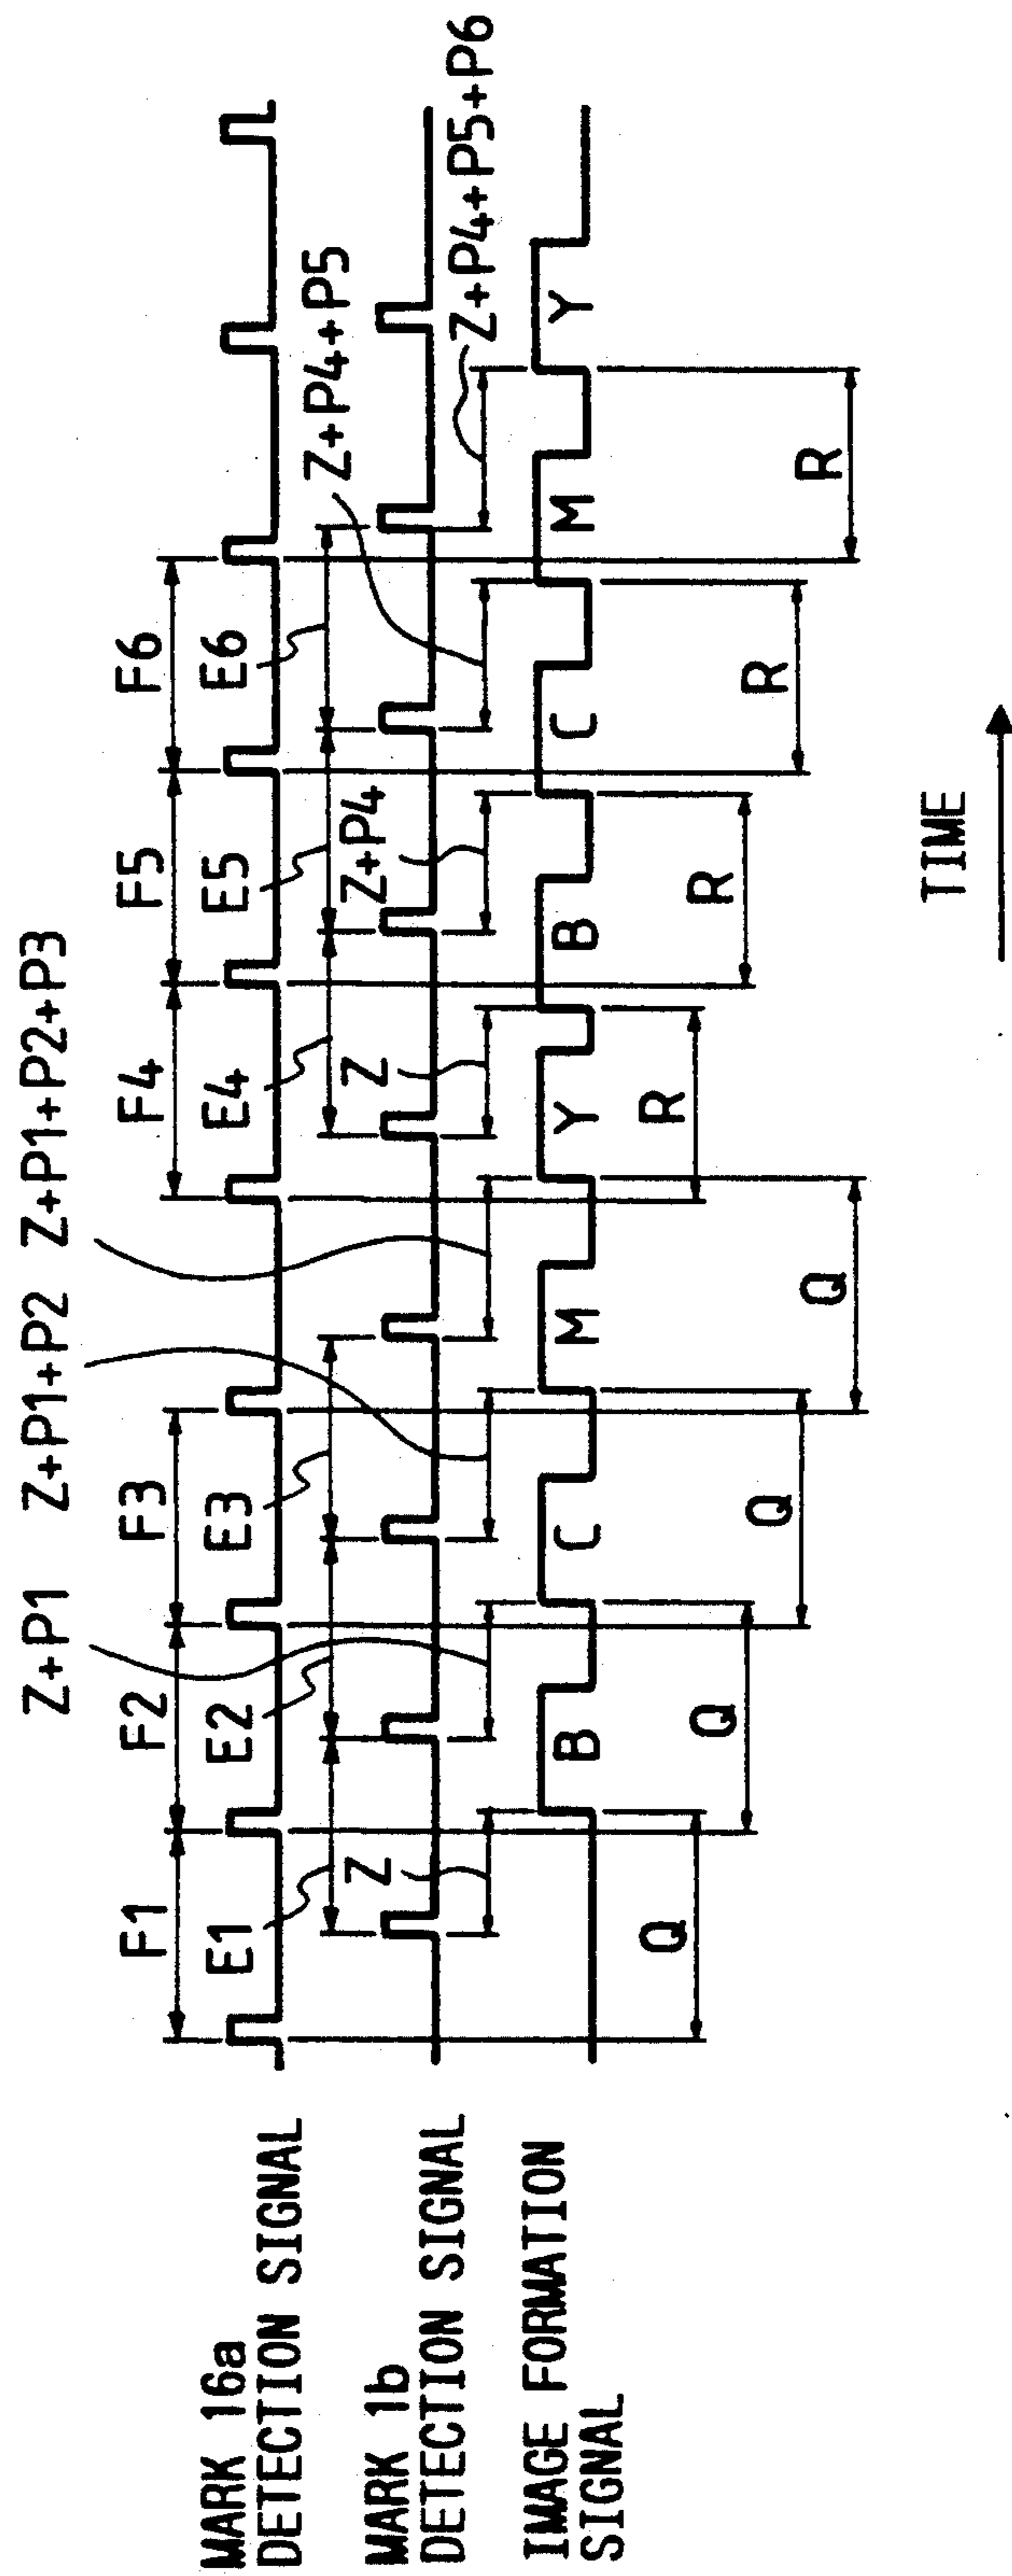 Z+P1 Z+P1+P2 Z+P1+P2+P3
F1 F2 F3 F4 F5 F6
MARK 16a
DETECTION SIGNAL
E1 E2 E3 E4 E5 E6
Z+P4+P5
MARK 1b
DETECTION SIGNAL
Z Z Z+P4
Z+P4+P5+P6
IMAGE FORMATION
SIGNAL
B C M Y B C M Y
Q R
Q R
Q R
Q R
TIME